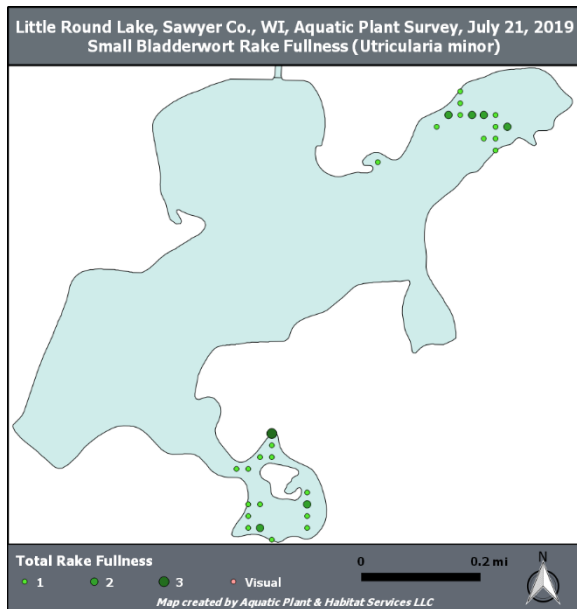 Little Round Lake, Sawyer Co., WI, Aquatic Plant Survey, July 21, 2019
Small Bladderwort Rake Fullness (Utricularia minor)
Total Rake Fullness
1 2 3 Visual
0 0.2 mi
N
Map created by Aquatic Plant & Habitat Services LLC